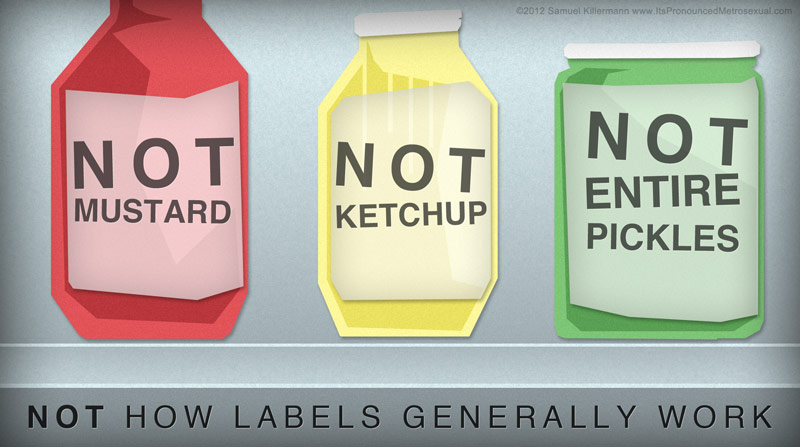 ©2012 Samuel Killermann www.ItsPronouncedMetrosexual.com
NOT
MUSTARD
NOT
KETCHUP
NOT
ENTIRE
PICKLES
NOT HOW LABELS GENERALLY WORK